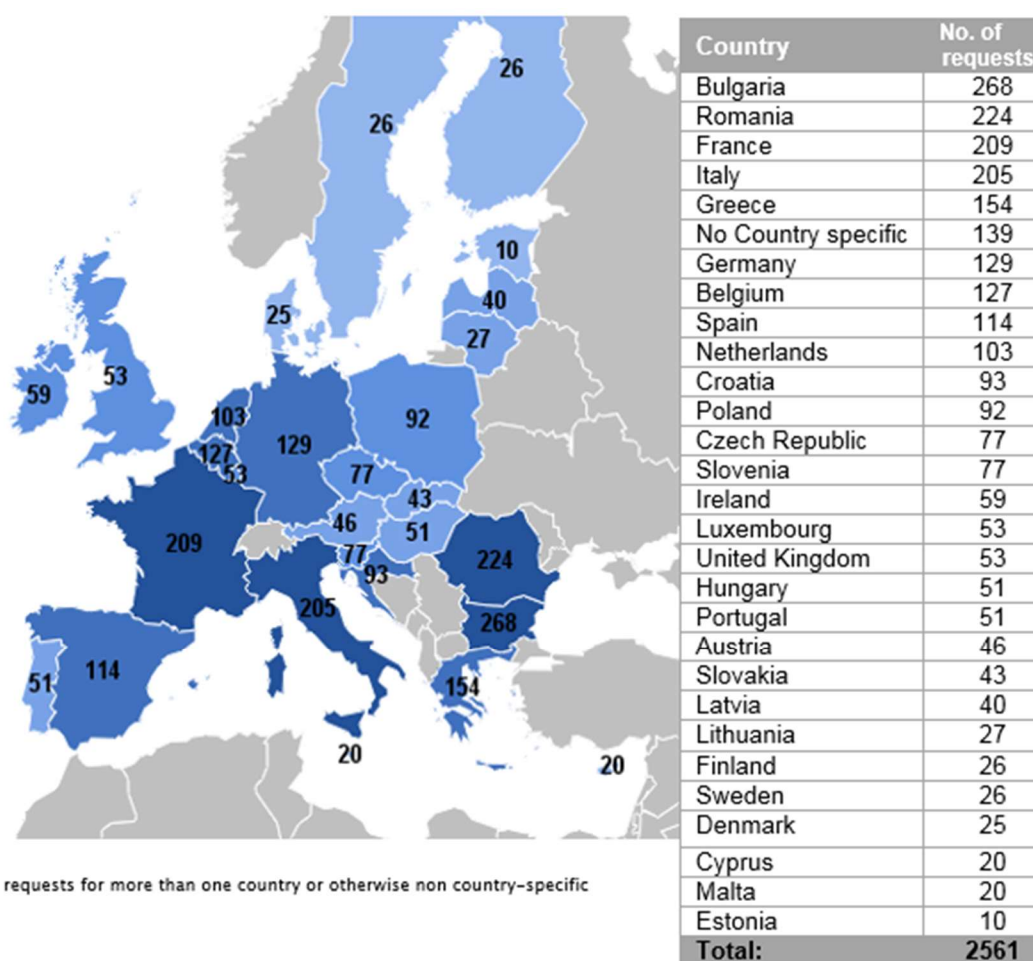 26
26
10
40
25
27
59
53
103
92
127
129
53
77
43
46
51
209
77
93
224
205
268
114
51
154
20
20
requests for more than one country or otherwise non country-specific
Country No. of requests
Bulgaria 268
Romania 224
France 209
Italy 205
Greece 154
No Country specific 139
Germany 129
Belgium 127
Spain 114
Netherlands 103
Croatia 93
Poland 92
Czech Republic 77
Slovenia 77
Ireland 59
Luxembourg 53
United Kingdom 53
Hungary 51
Portugal 51
Austria 46
Slovakia 43
Latvia 40
Lithuania 27
Finland 26
Sweden 26
Denmark 25
Cyprus 20
Malta 20
Estonia 10
Total: 2561